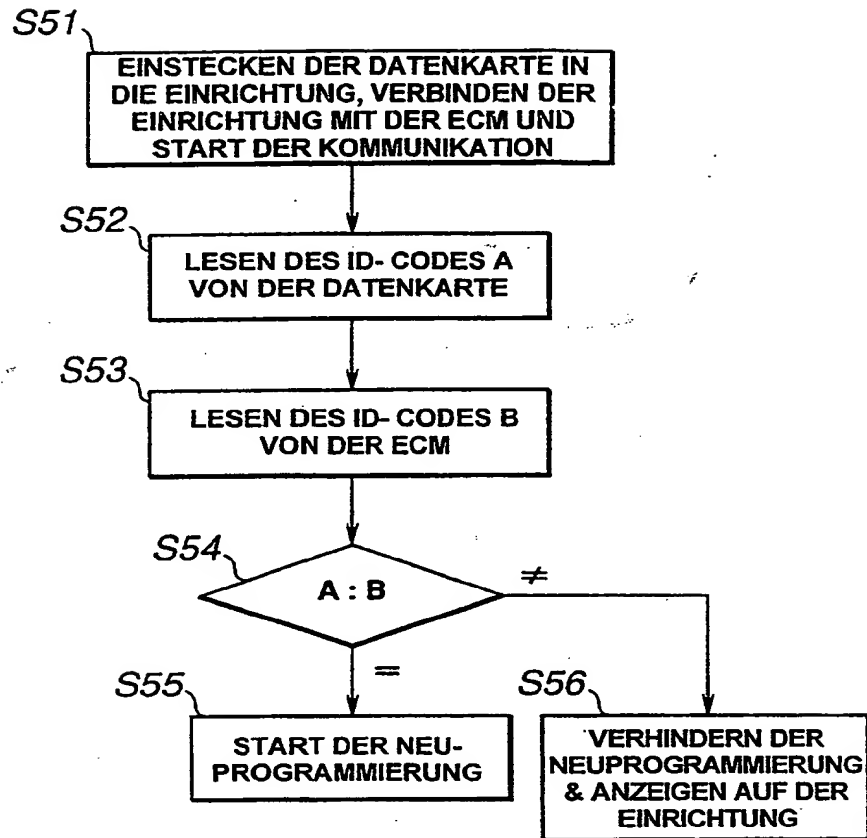 S51
EINSTECKEN DER DATENKARTE IN
DIE EINRICHTUNG, VERBINDEN DER
EINRICHTUNG MIT DER ECM UND
START DER KOMMUNIKATION
S52
LESEN DES ID- CODES A
VON DER DATENKARTE
S53
LESEN DES ID- CODES B
VON DER ECM
S54
A : B
≠
=
S55
START DER NEU-
PROGRAMMIERUNG
S56
VERHINDERN DER
NEUPROGRAMMIERUNG
& ANZEIGEN AUF DER
EINRICHTUNG